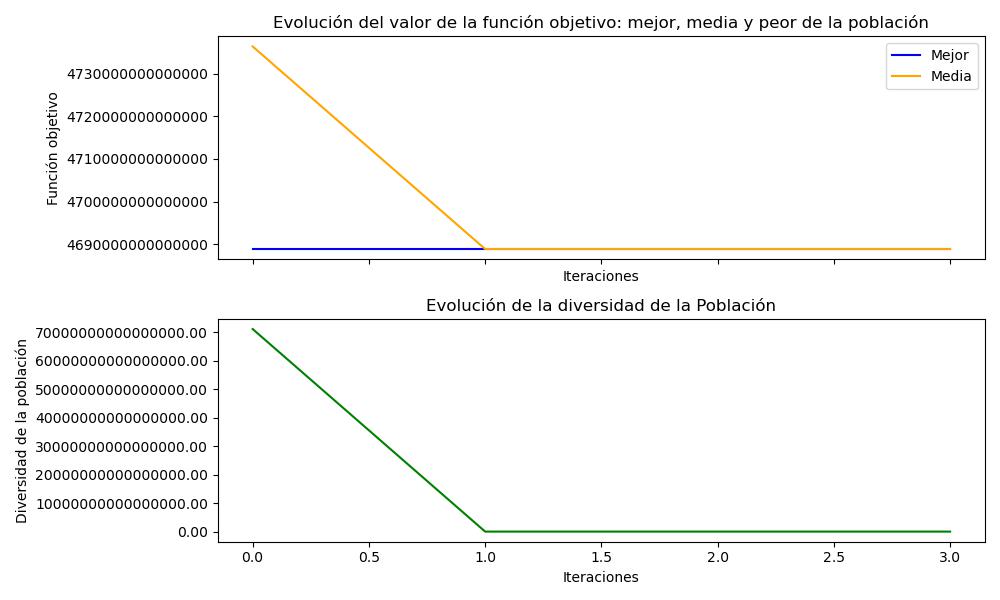 Evolución del valor de la función objetivo: mejor, media y peor de la población
Mejor
Media
Función objetivo
4730000000000000
4720000000000000
4710000000000000
4700000000000000
4690000000000000
Iteraciones
Evolución de la diversidad de la Población
Diversidad de la población
70000000000000000.00
60000000000000000.00
50000000000000000.00
40000000000000000.00
30000000000000000.00
20000000000000000.00
10000000000000000.00
0.00
0.0 0.5 1.0 1.5 2.0 2.5 3.0
Iteraciones